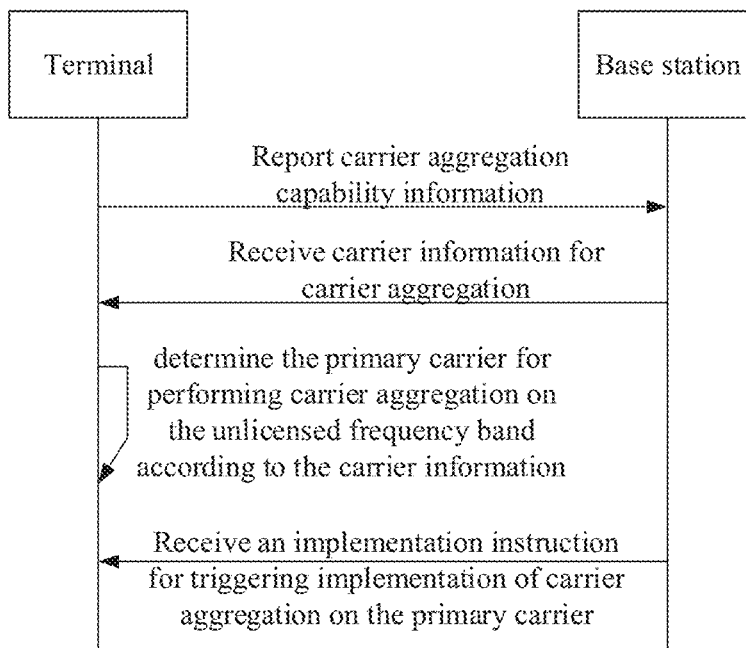 Terminal
Base station
Report carrier aggregation
capability information
Receive carrier information for
carrier aggregation
determine the primary carrier for
performing carrier aggregation on
the unlicensed frequency band
according to the carrier information
Receive an implementation instruction
for triggering implementation of carrier
aggregation on the primary carrier